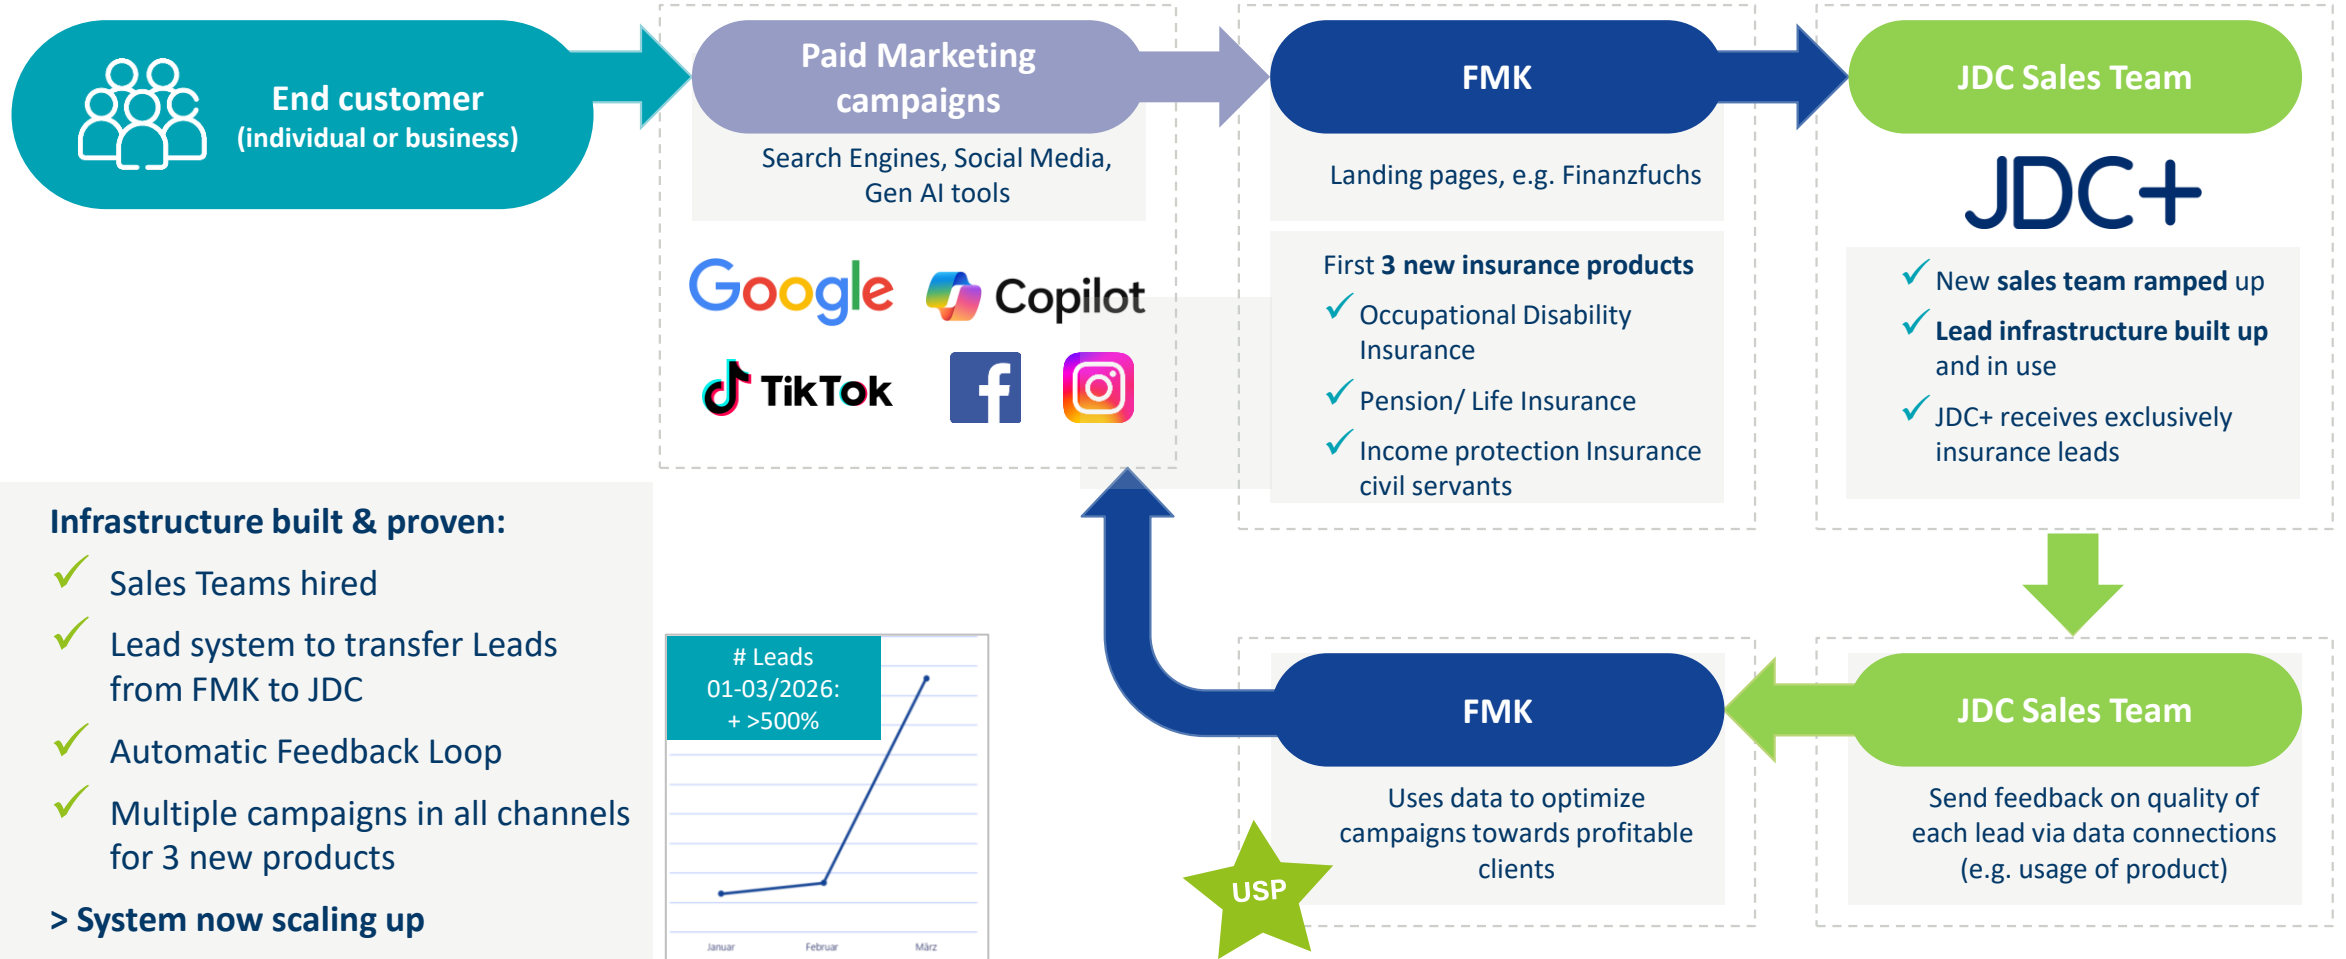 End customer
(individual or business)
Paid Marketing
campaigns
Search Engines, Social Media,
Gen AI tools
Google
Copilot
TikTok
FMK
Landing pages, e.g. Finanzfuchs
First 3 new insurance products
Occupational Disability
Insurance
Pension/ Life Insurance
Income protection Insurance
civil servants
JDC Sales Team
JDC+
New sales team ramped up
Lead infrastructure built up
and in use
JDC+ receives exclusively
insurance leads
Infrastructure built & proven:
Sales Teams hired
Lead system to transfer Leads
from FMK to JDC
Automatic Feedback Loop
Multiple campaigns in all channels
for 3 new products
> System now scaling up
# Leads
01-03/2026:
+ >500%
Januar
Februar
März
FMK
Uses data to optimize
campaigns towards profitable
clients
USP
JDC Sales Team
Send feedback on quality of
each lead via data connections
(e.g. usage of product)